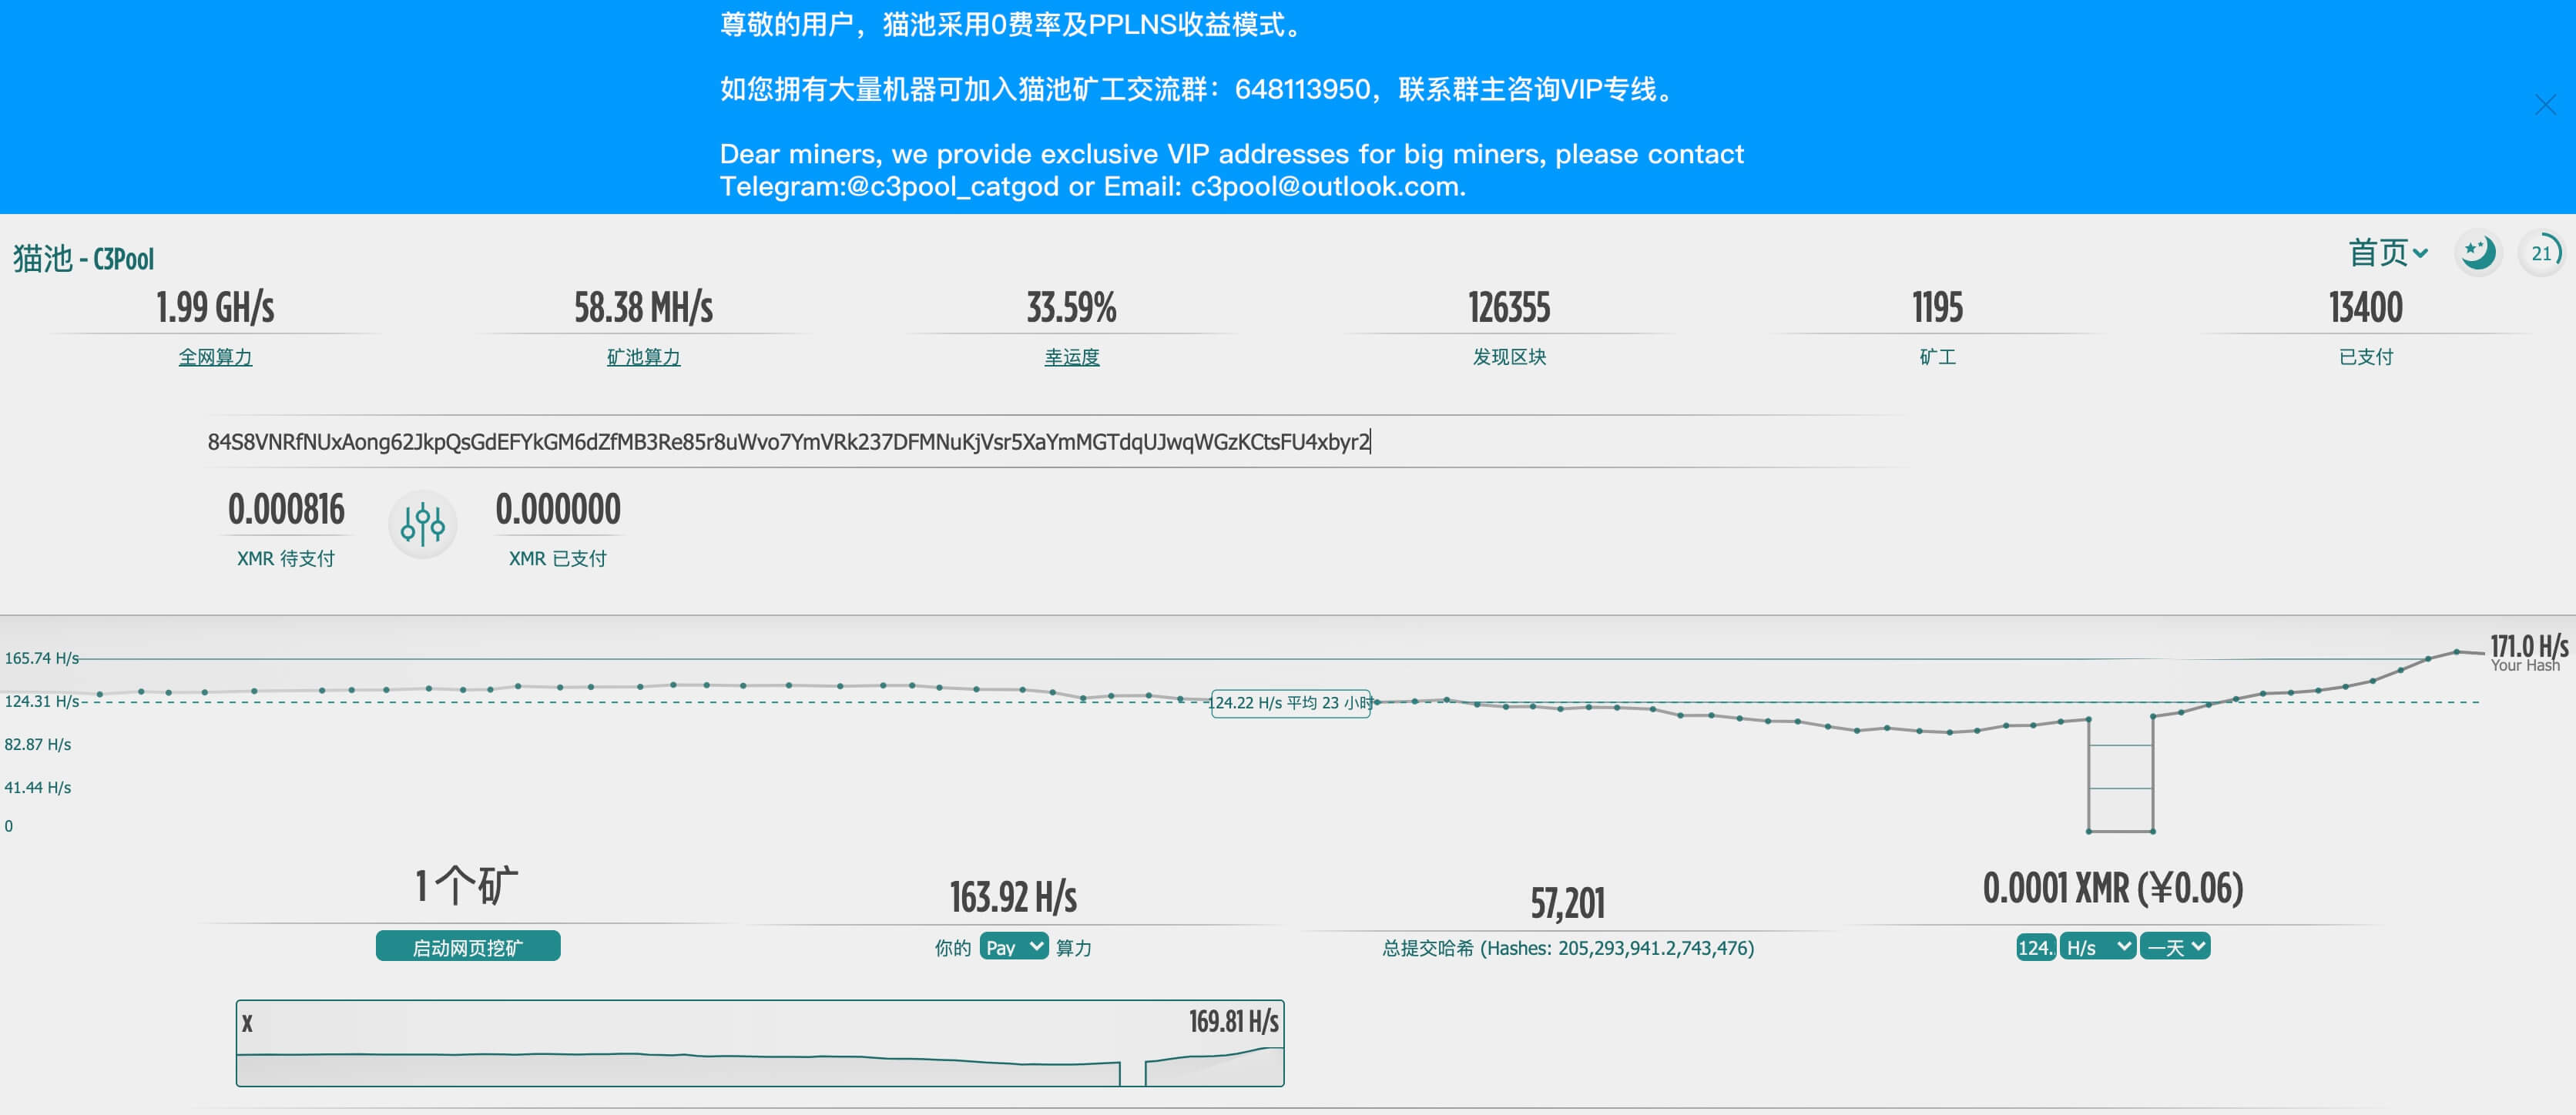 尊敬的用户，猫池采用0费率及PPLNS收益模式。
如您拥有大量机器可加入猫池矿工交流群：648113950，联系群主咨询VIP专线。
Dear miners, we provide exclusive VIP addresses for big miners, please contact
Telegram:@c3pool_catgod or Email: c3pool@outlook.com.
猫池 - C3Pool
首页
21
1.99 GH/s
58.38 MH/s
33.59%
126355
1195
13400
全网算力
矿池算力
幸运度
发现区块
矿工
已支付
84S8VNRfNUxAong62JkpQsGdEFYkGM6dZfMB3Re85r8uWvo7YmVRk237DFMNuKjVsr5XaYmMGTdqUJwqWGzKCtsFU4xbyr2
0.000816
0.000000
XMR 待支付
XMR 已支付
171.0 H/s
Your Hash
165.74 H/s
124.31 H/s
124.22 H/s 平均 23 小时
82.87 H/s
41.44 H/s
0
1 个矿
163.92 H/s
57,201
0.0001 XMR (¥0.06)
启动网页挖矿
你的 Pay 算力
总提交哈希 (Hashes: 205,293,941.2,743,476)
124. H/s 一天
X
169.81 H/s